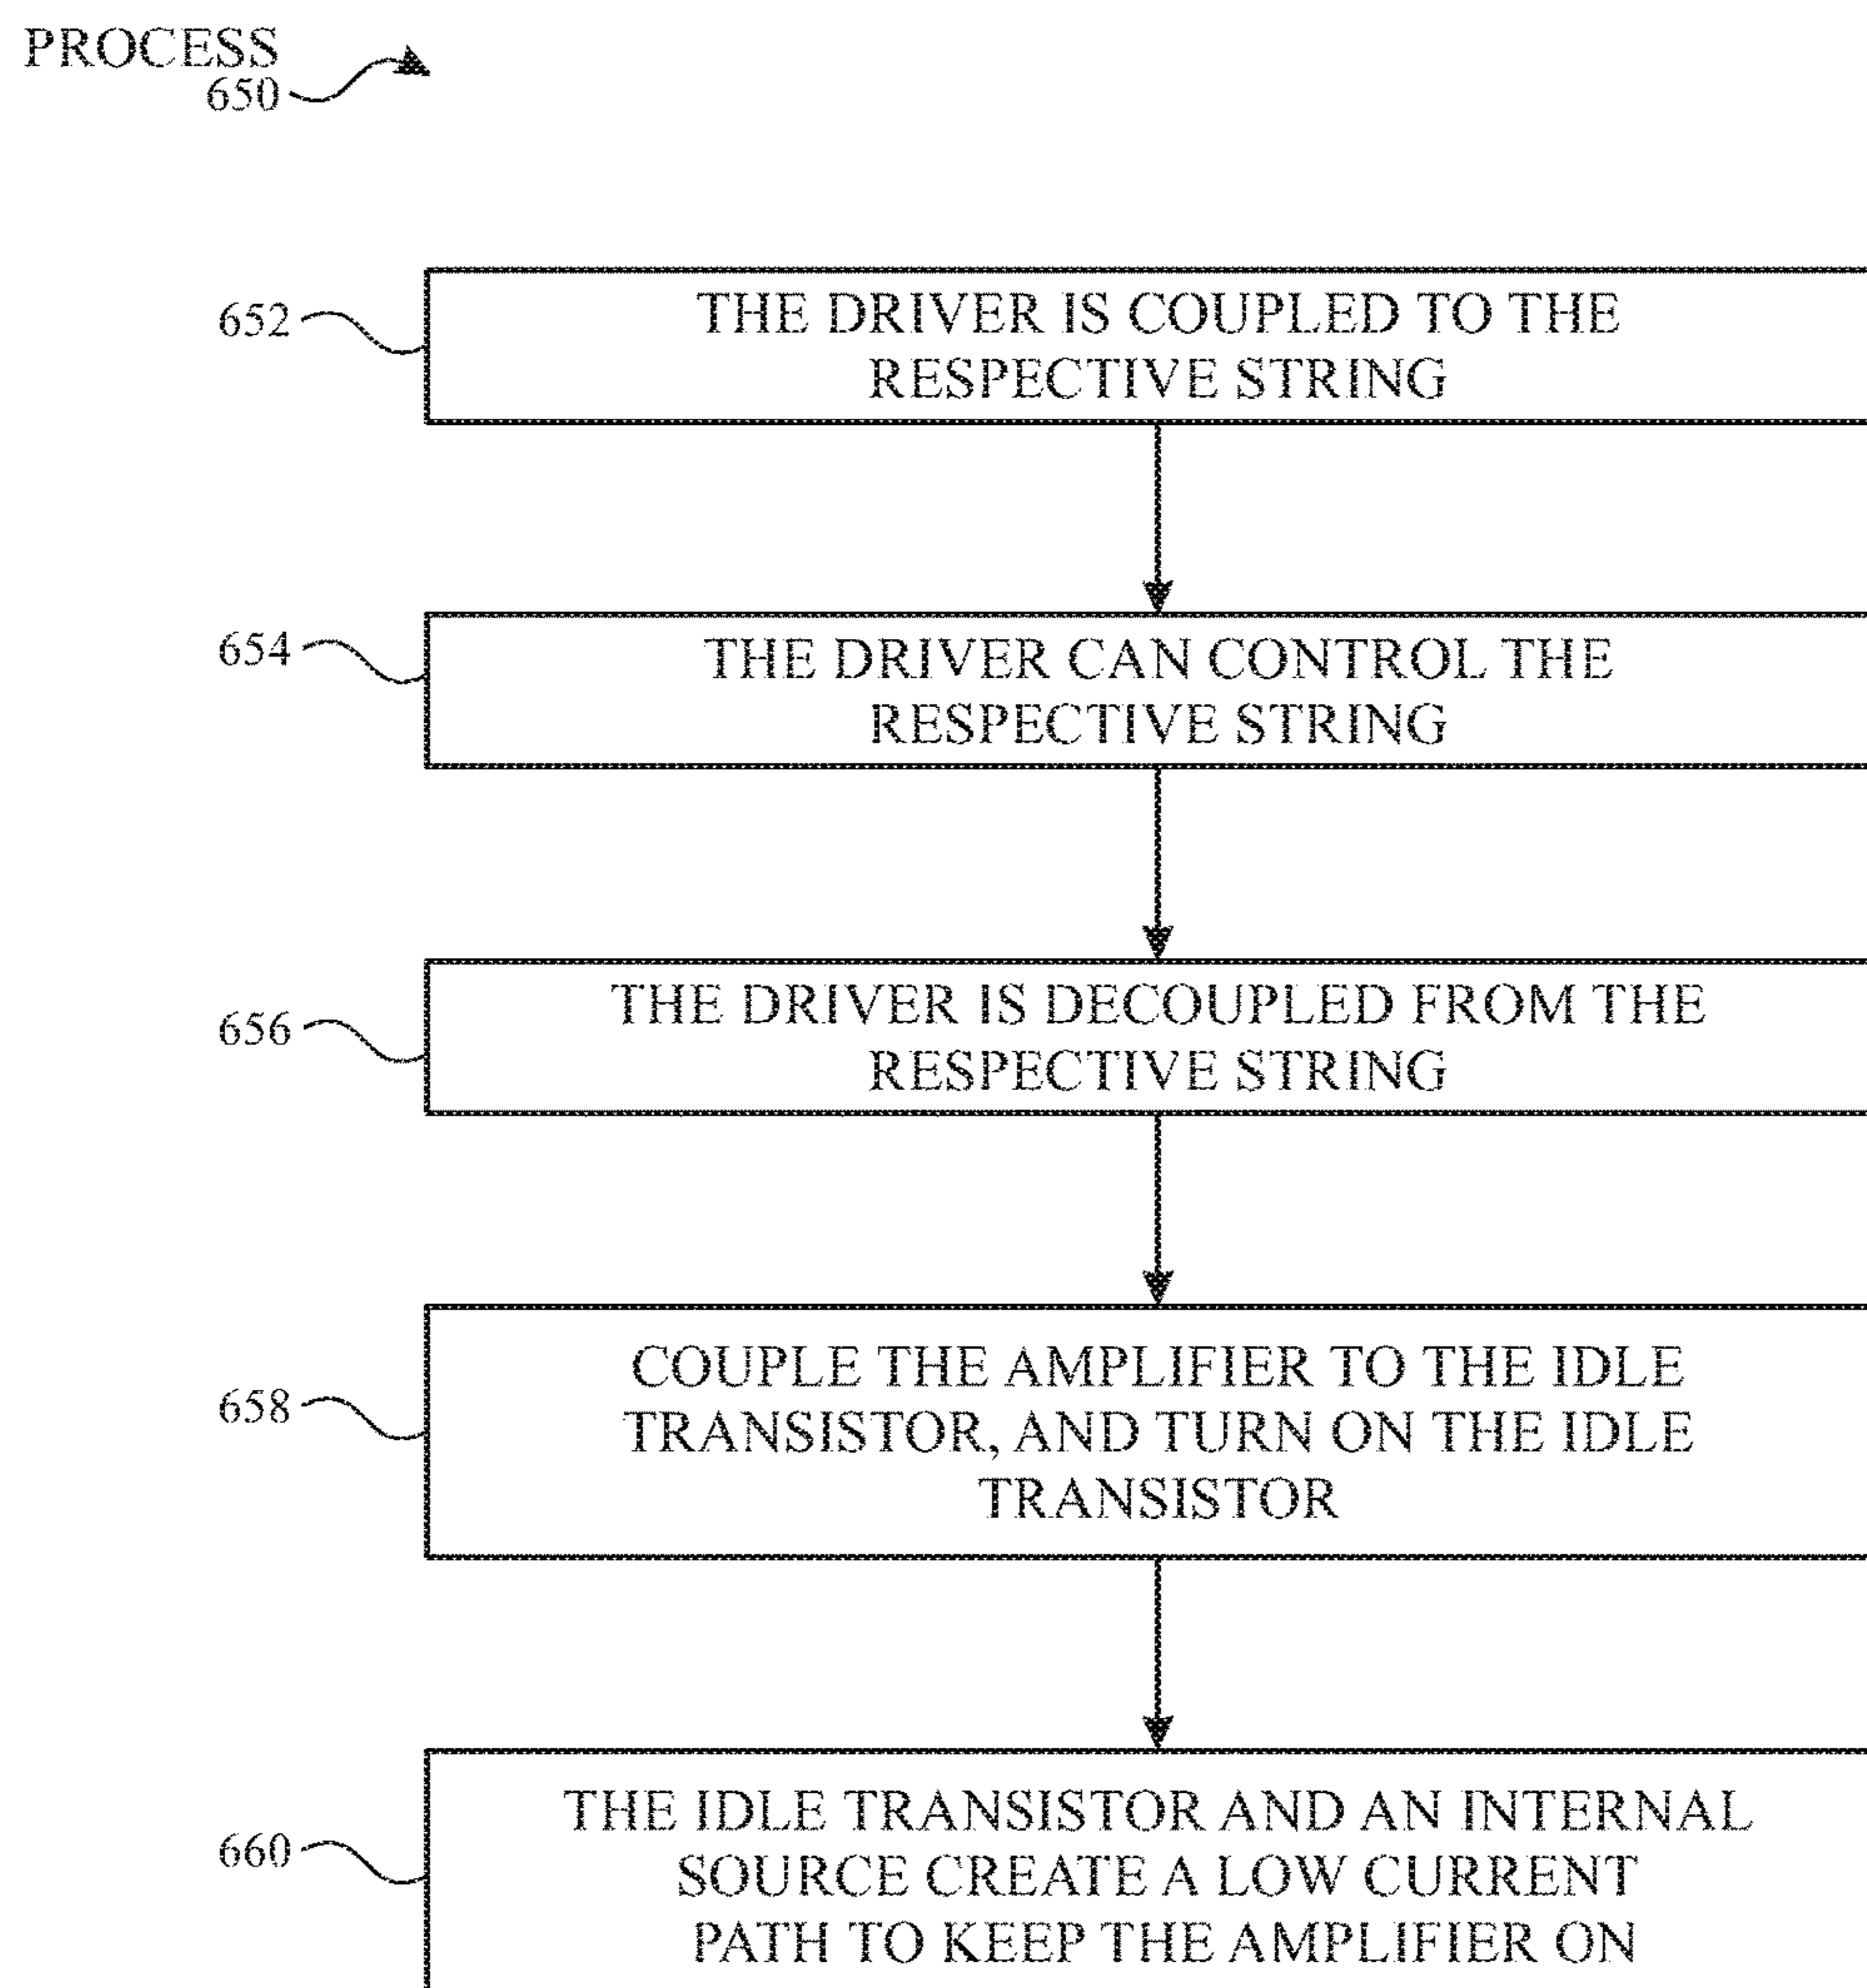 PROCESS
650
652
THE DRIVER IS COUPLED TO THE
RESPECTIVE STRING
654
THE DRIVER CAN CONTROL THE
RESPECTIVE STRING
656
THE DRIVER IS DECOUPLED FROM THE
RESPECTIVE STRING
658
COUPLE THE AMPLIFIER TO THE IDLE
TRANSISTOR, AND TURN ON THE IDLE
TRANSISTOR
660
THE IDLE TRANSISTOR AND AN INTERNAL
SOURCE CREATE A LOW CURRENT
PATH TO KEEP THE AMPLIFIER ON